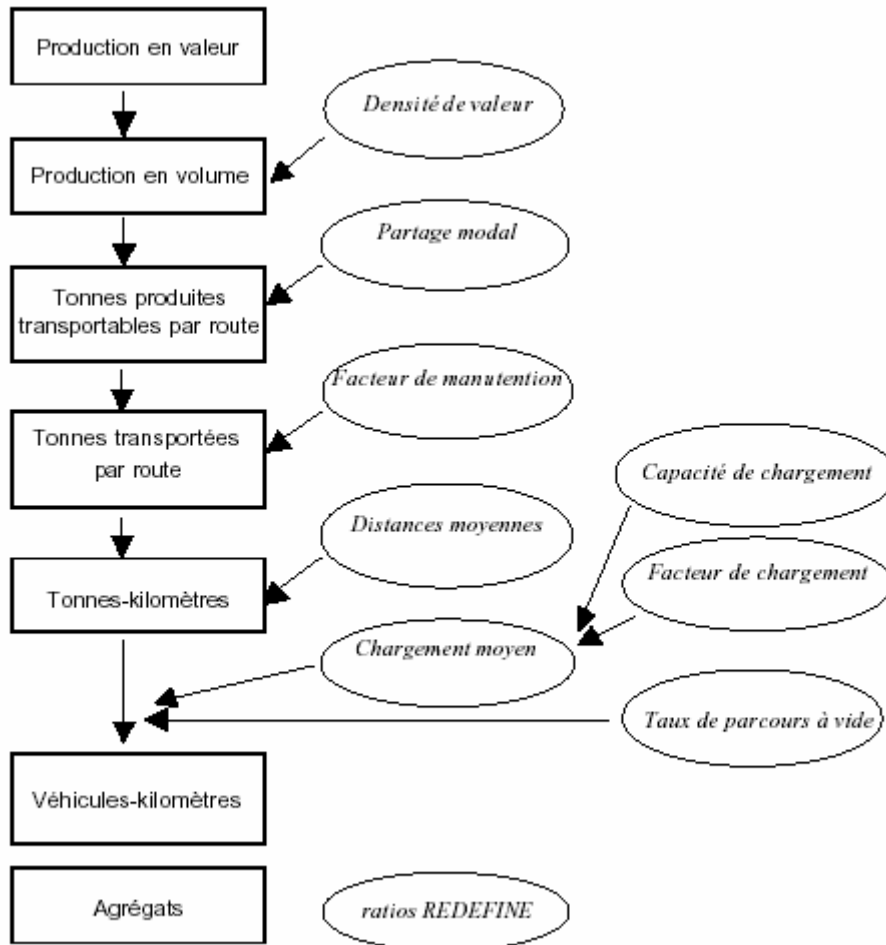 Production en valeur
Densité de valeur
Production en volume
Partage modal
Tonnes produites
transportables par route
Facteur de manutention
Tonnes transportées
par route
Capacité de chargement
Distances moyennes
Facteur de chargement
Tonnes-kilomètres
Chargement moyen
Taux de parcours à vide
Véhicules-kilomètres
Agrégats
ratios REDEFINE